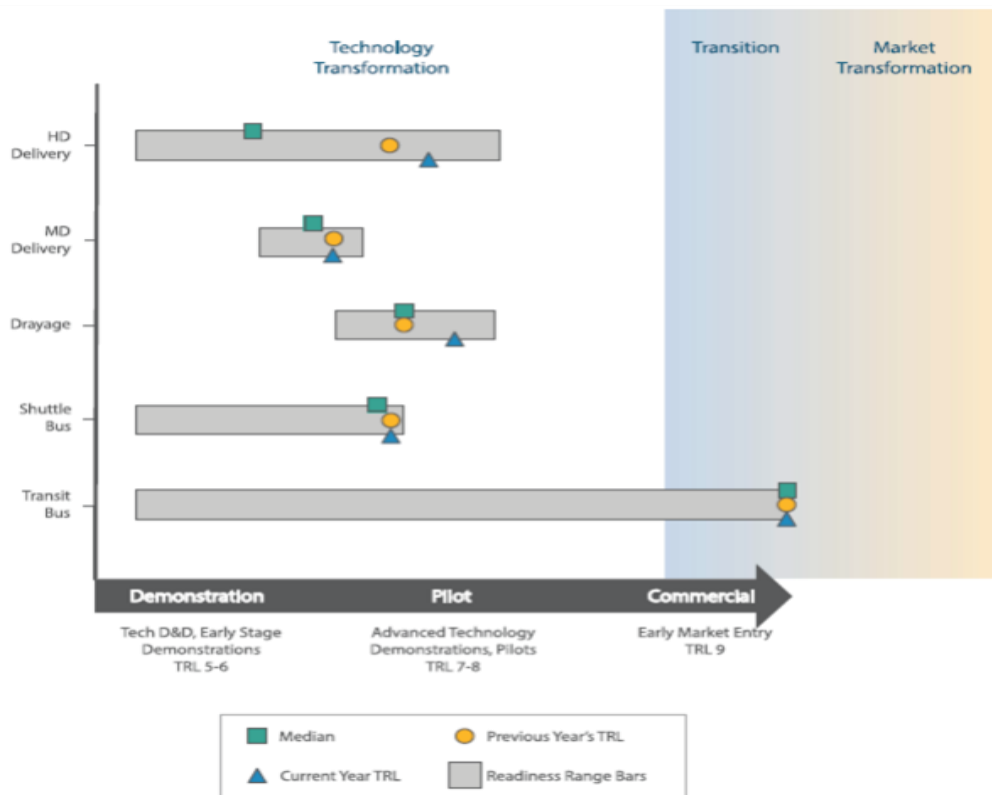 Technology
Transformation
Transition
Market
Transformation
HD
Delivery
MD
Delivery
Drayage
Shuttle
Bus
Transit
Bus
Demonstration
Pilot
Commercial
Tech D&D, Early Stage
Demonstrations
TRL 5-6
Advanced Technology
Demonstrations, Pilots
TRL 7-8
Early Market Entry
TRL 9
Median
Previous Year's TRL
Current Year TRL
Readiness Range Bars